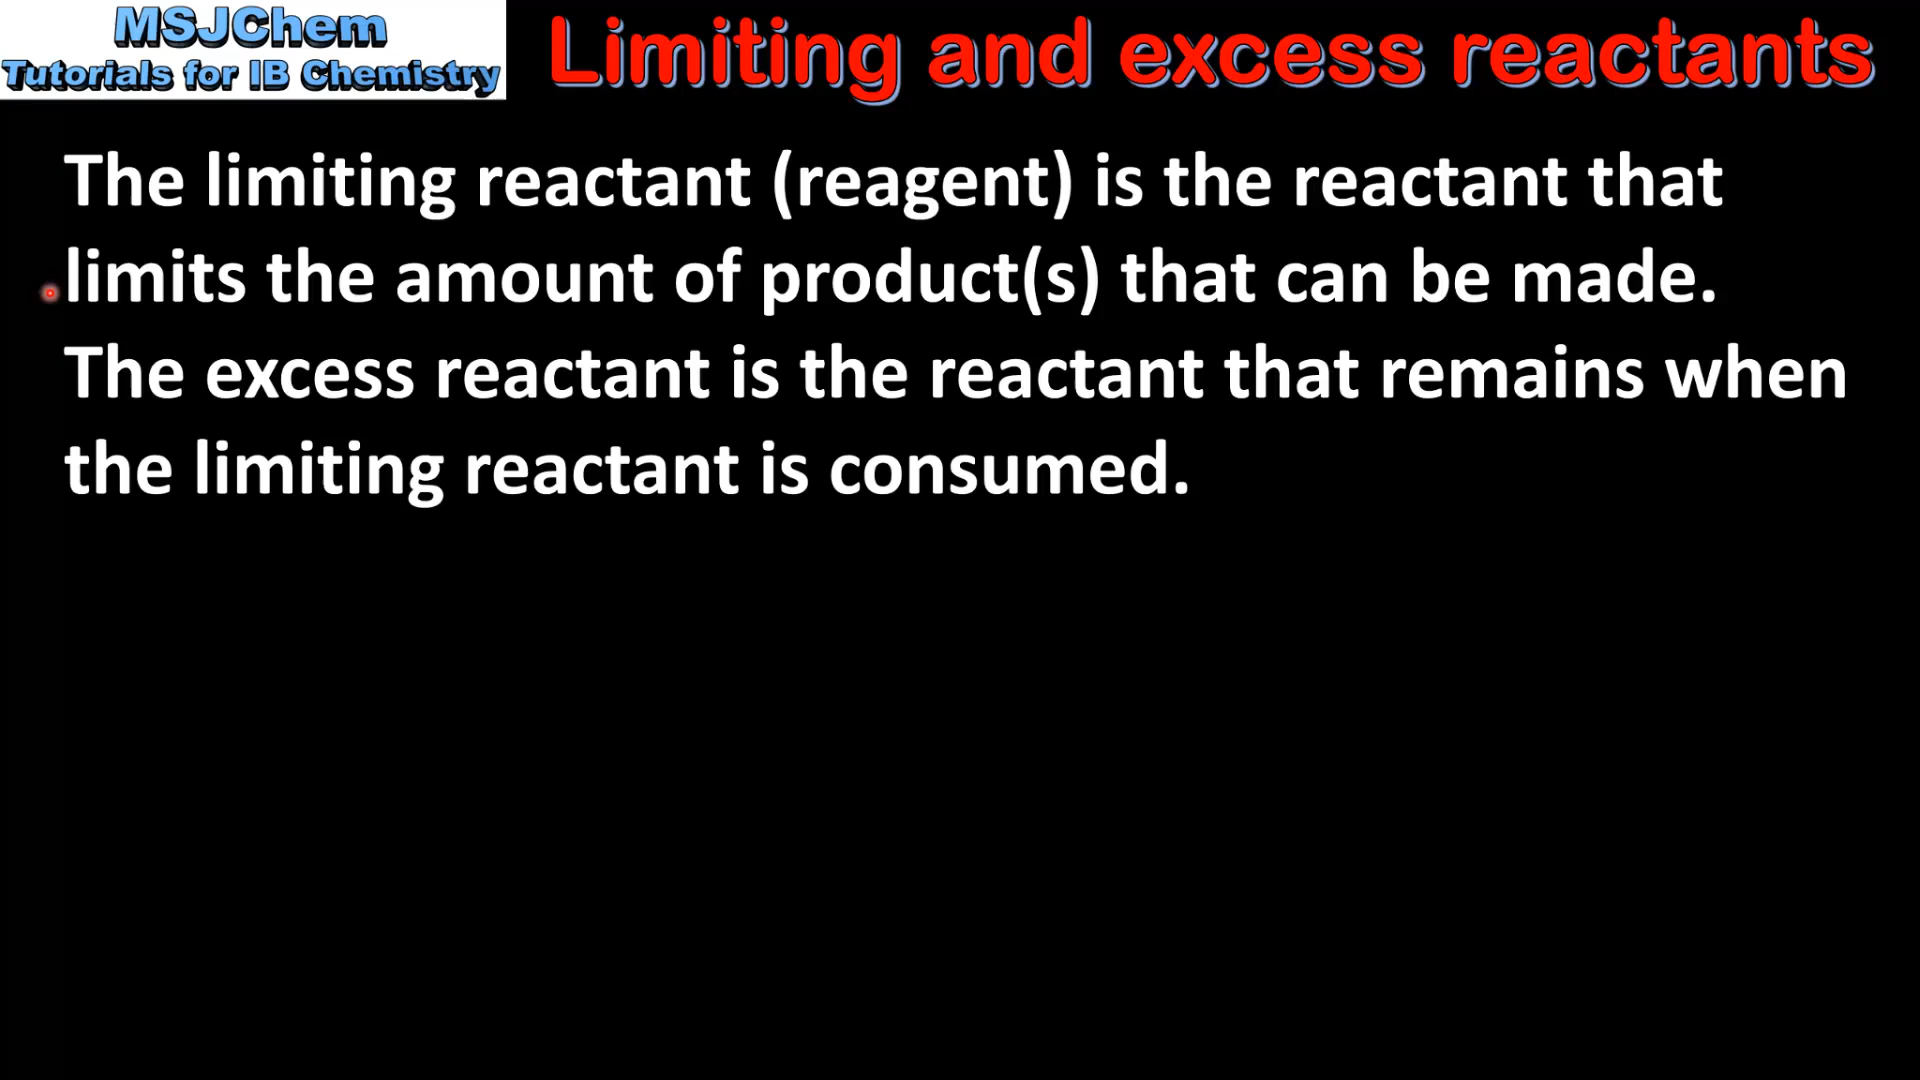 MSJChem
Tutorials for IB Chemistry
Limiting and excess reactants
The limiting reactant (reagent) is the reactant that
limits the amount of product(s) that can be made.
The excess reactant is the reactant that remains when
the limiting reactant is consumed.